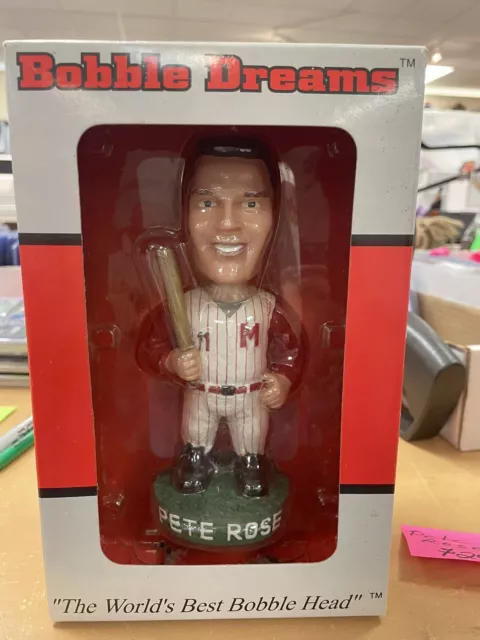 Bobble Dreams™
M
PETE ROSE
"The World's Best Bobble Head" ™